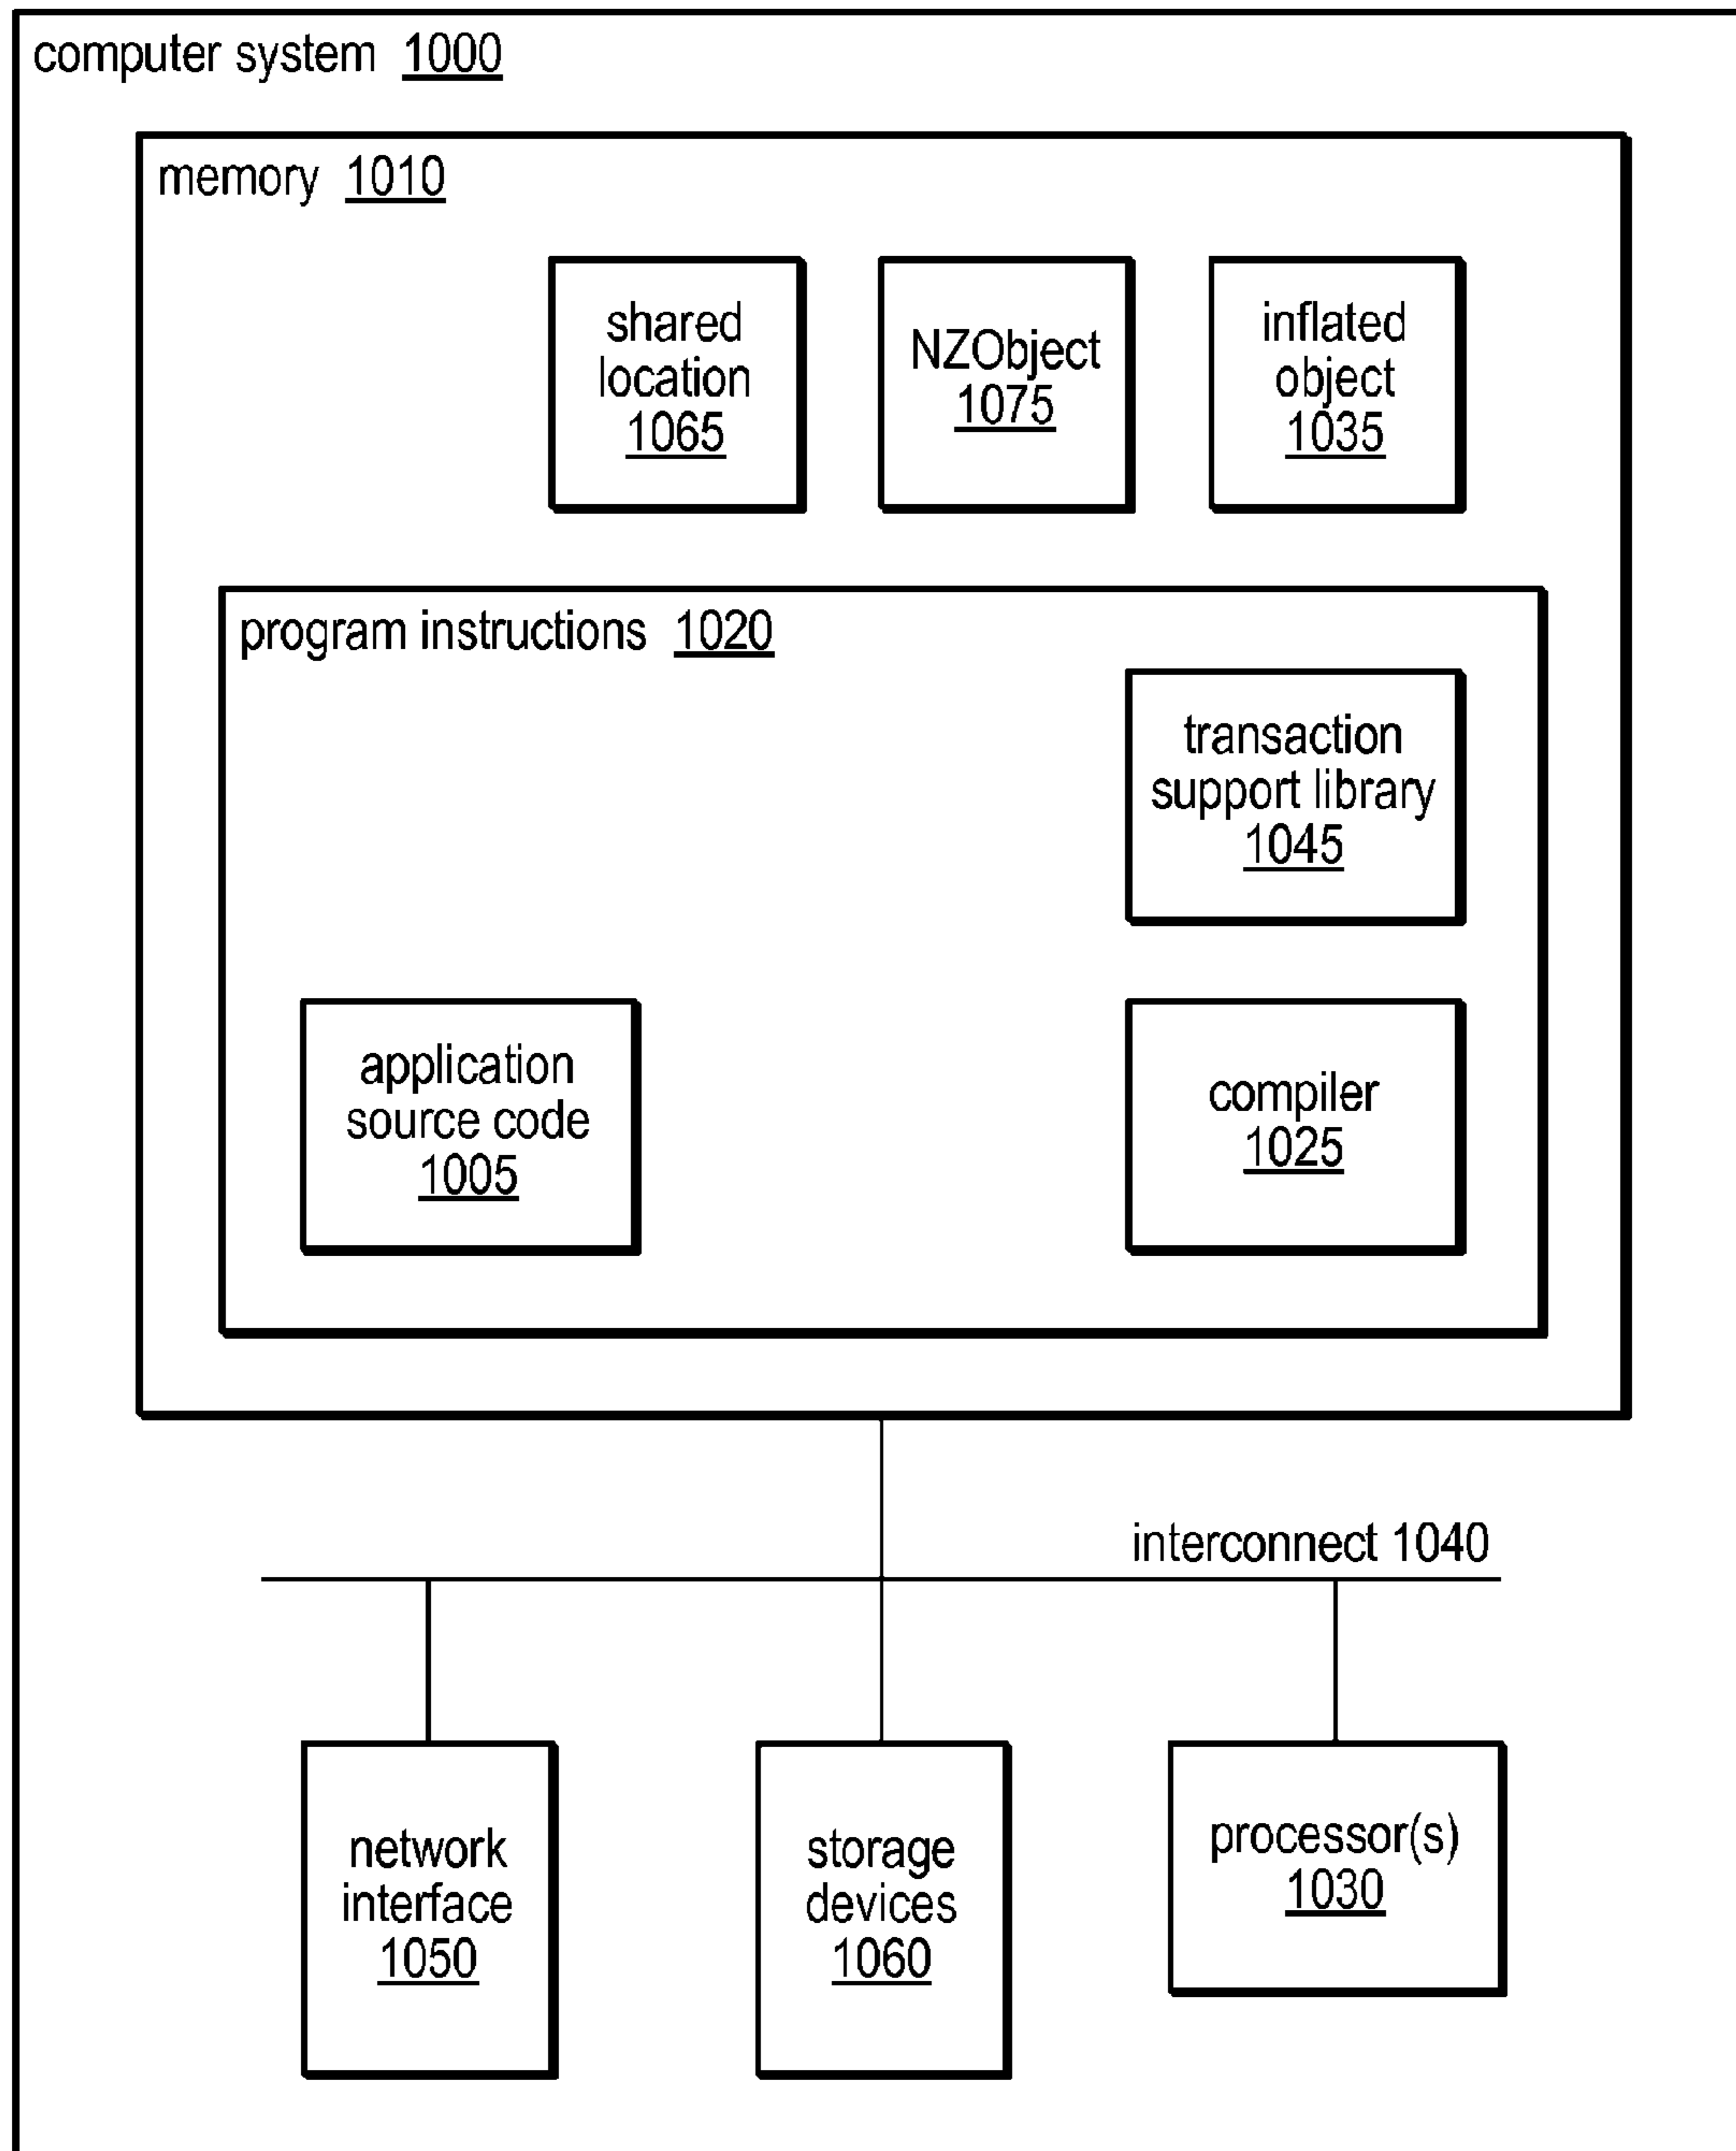 computer system 1000
memory 1010
shared
location
1065
NZObject
1075
inflated
object
1035
program instructions 1020
transaction
support library
1045
application
source code
1005
compiler
1025
interconnect 1040
network
interface
1050
storage
devices
1060
processor(s)
1030